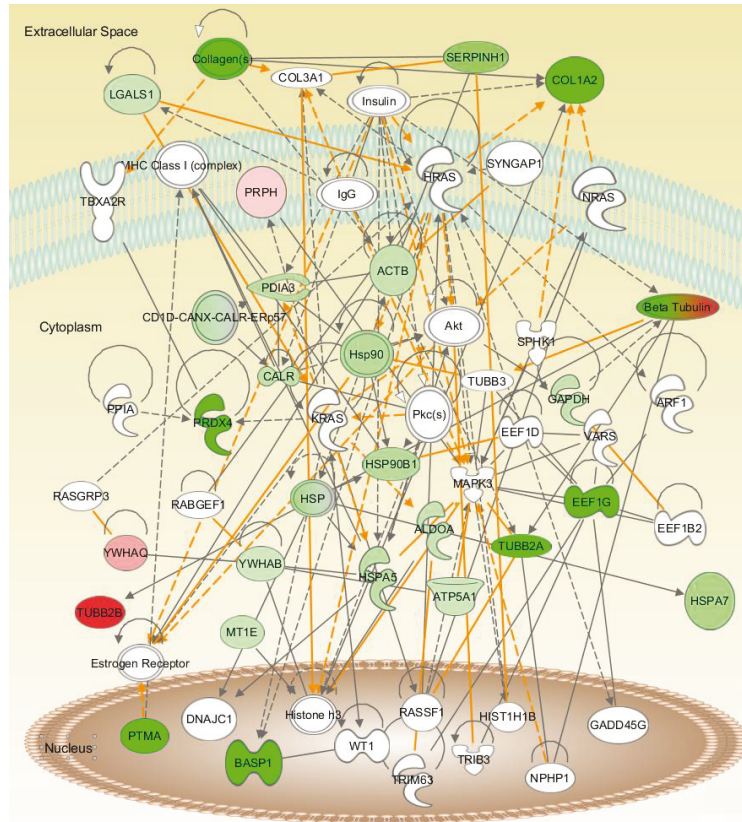 Extracellular Space
Collagen(s)
SERPINH1
COL3A1
COL1A2
LGALS1
Insulin
MHC Class I (complex)
SYNGAP1
HRAS
TBXA2R
PRPH
IgG
NRAS
ACTB
PDIA3
Beta Tubulin
CD1D-CANX-CALR-ERp57
Cytoplasm
Akt
SPHK1
Hsp90
CALR
TUBB3
GAPDH
ARF1
PPIA
KRAS
Pkc(s)
PRDX4
EEF1D
VARS
HSP90B1
MAPK3
RASGRP3
RABGEF1
HSP
EEF1G
EEF1B2
ALDOA
YWHAQ
TUBB2A
YWHAB
HSPA5
ATP5A1
HSPA7
TUBB2B
MT1E
Estrogen Receptor
DNAJC1
Histone h3
RASSF1
HIST1H1B
GADD45G
PTMA
Nucleus
WT1
BASP1
TRIB3
TRIM63
NPHP1